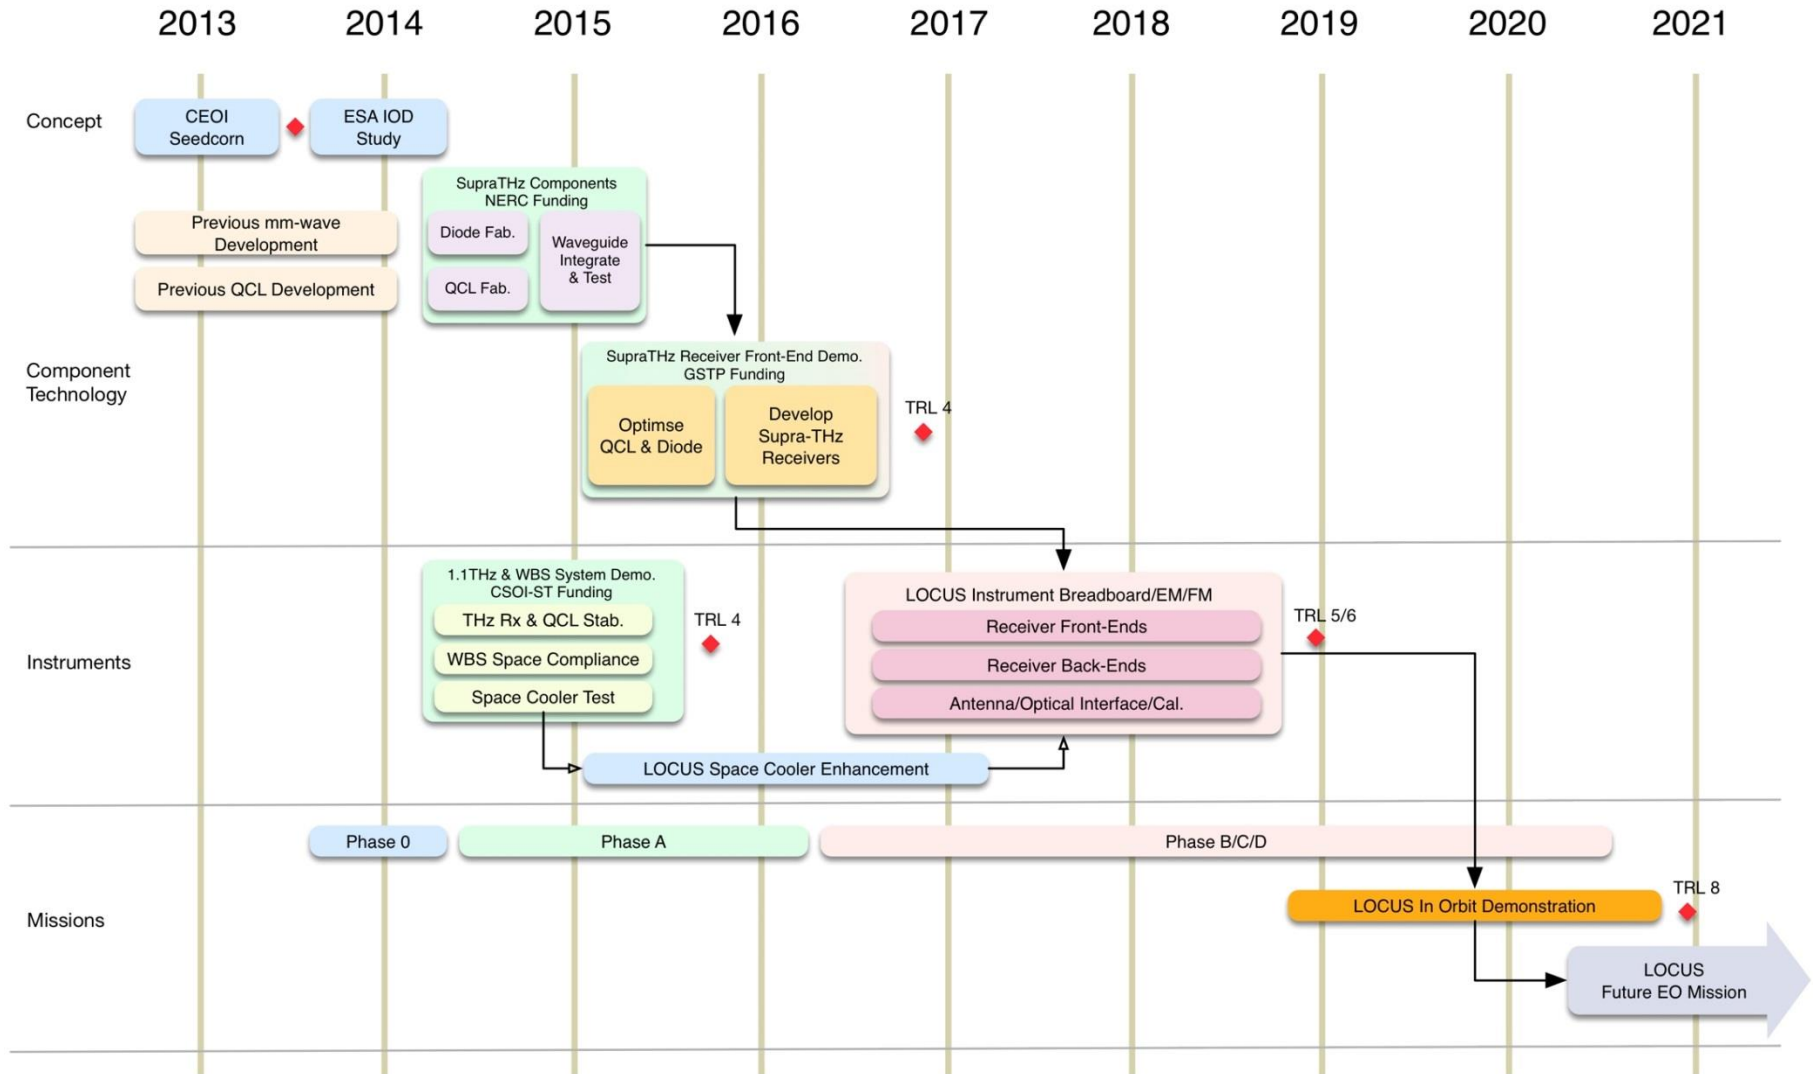 2013 2014 2015 2016 2017 2018 2019 2020 2021
Concept
CEOI
Seedcorn
ESA IOD
Study
SupraTHz Components
NERC Funding
Previous mm-wave
Development
Diode Fab.
Waveguide
Integrate
& Test
Previous QCL Development
QCL Fab.
Component
Technology
SupraTHz Receiver Front-End Demo.
GSTP Funding
Optimse
QCL & Diode
Develop
Supra-THz
Receivers
TRL 4
Instruments
1.1THz & WBS System Demo.
CSOI-ST Funding
THz Rx & QCL Stab.
WBS Space Compliance
Space Cooler Test
TRL 4
LOCUS Instrument Breadboard/EM/FM
Receiver Front-Ends
Receiver Back-Ends
Antenna/Optical Interface/Cal.
TRL 5/6
LOCUS Space Cooler Enhancement
Missions
Phase 0
Phase A
Phase B/C/D
LOCUS In Orbit Demonstration
TRL 8
LOCUS
Future EO Mission